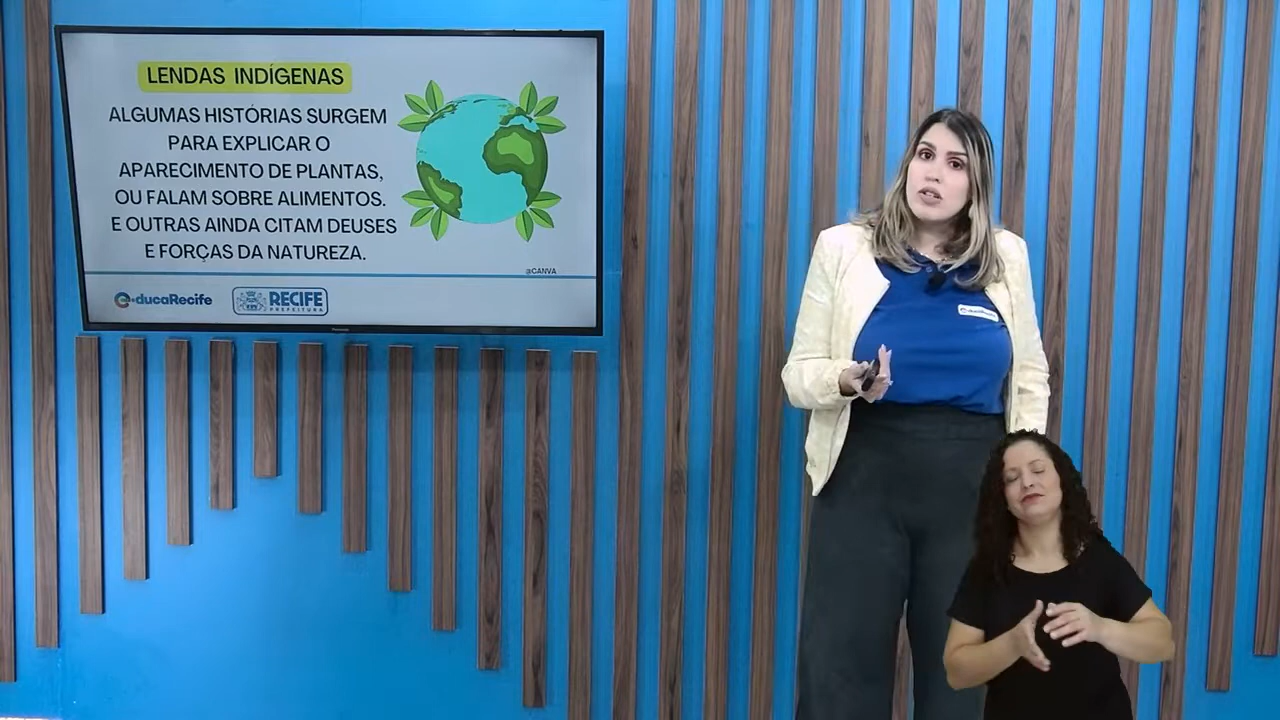 LENDAS INDÍGENAS
ALGUMAS HISTÓRIAS SURGEM
PARA EXPLICAR O
APARECIMENTO DE PLANTAS,
OU FALAM SOBRE ALIMENTOS.
E OUTRAS AINDA CITAM DEUSES
E FORÇAS DA NATUREZA.
@CANVA
ducaRecife
RECIFE
PREFEITURA